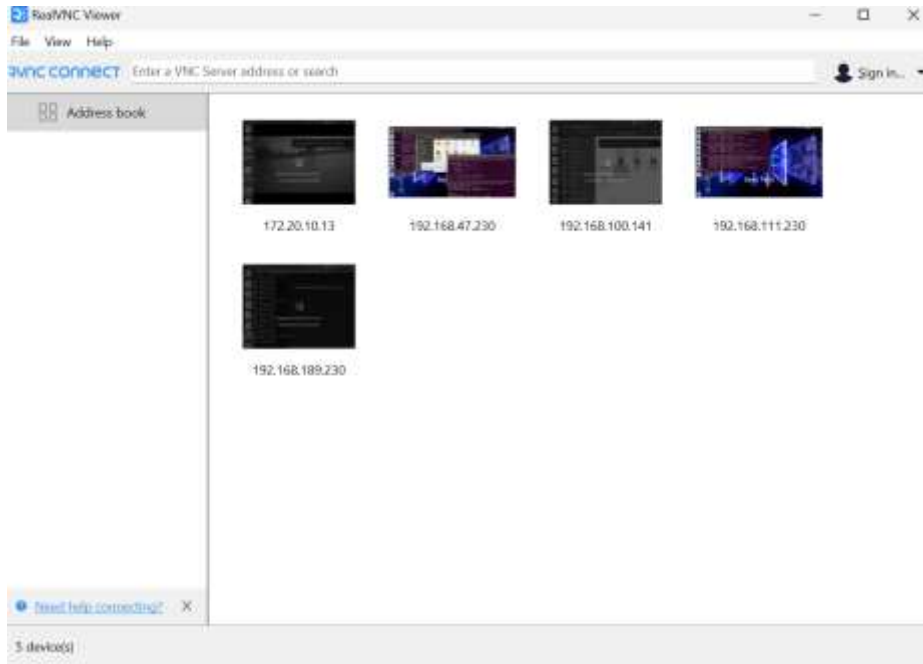 RealVNC Viewer
File View Help
VNC CONNECT Enter a VNC Server address or search Sign in...
Address book
172.20.10.13 192.168.47.230 192.168.100.141 192.168.111.230
192.168.189.230
Need help connecting?
5 device(s)